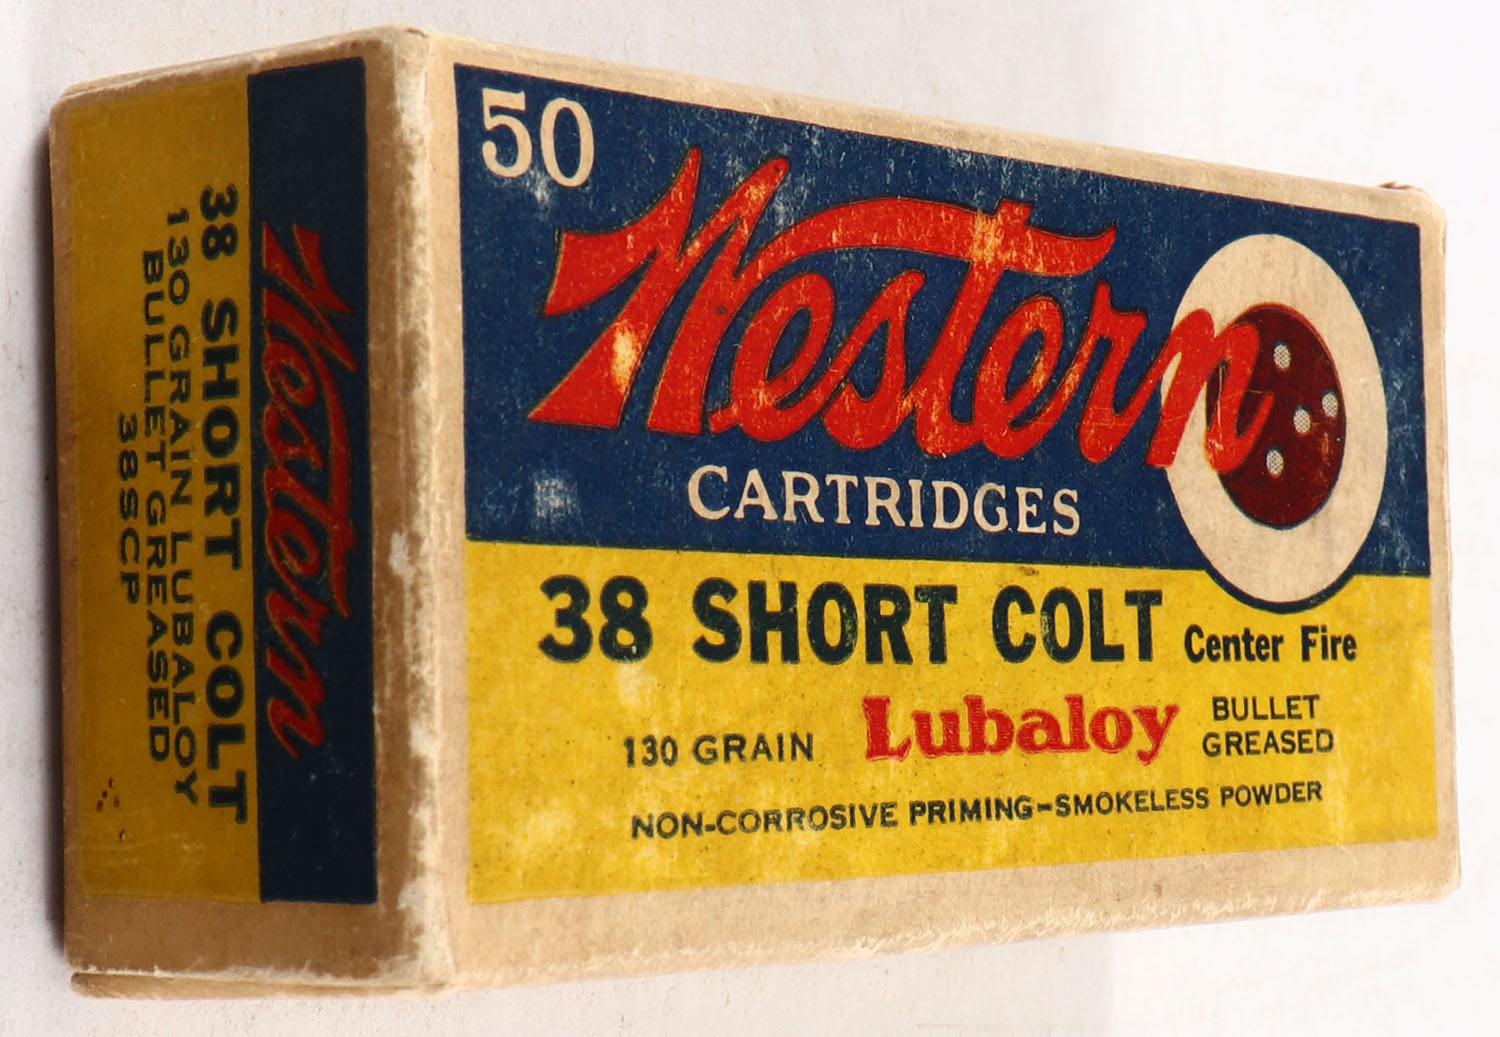 50
Western
CARTRIDGES
38 SHORT COLT Center Fire
130 GRAIN Lubaloy BULLET GREASED
NON-CORROSIVE PRIMING-SMOKELESS POWDER
Western
38 SHORT COLT
130 GRAIN LUBALOY
BULLET GREASED
38SCP